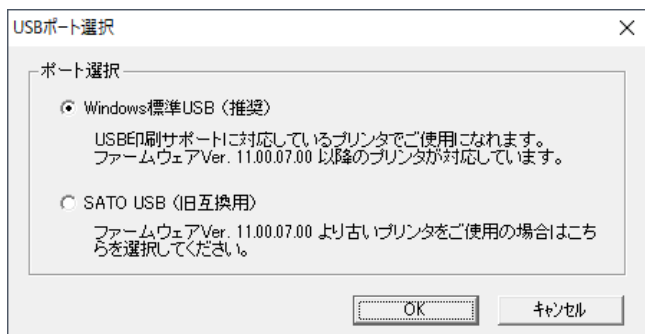 USBポート選択
ポート選択
Windows標準USB（推奨）
USB印刷サポートに対応しているプリンタでご使用になれます。
ファームウェアVer. 11.00.07.00 以降のプリンタが対応しています。
SATO USB（旧互換用）
ファームウェアVer. 11.00.07.00 より古いプリンタをご使用の場合はこち
らを選択してください。
OK
キャンセル